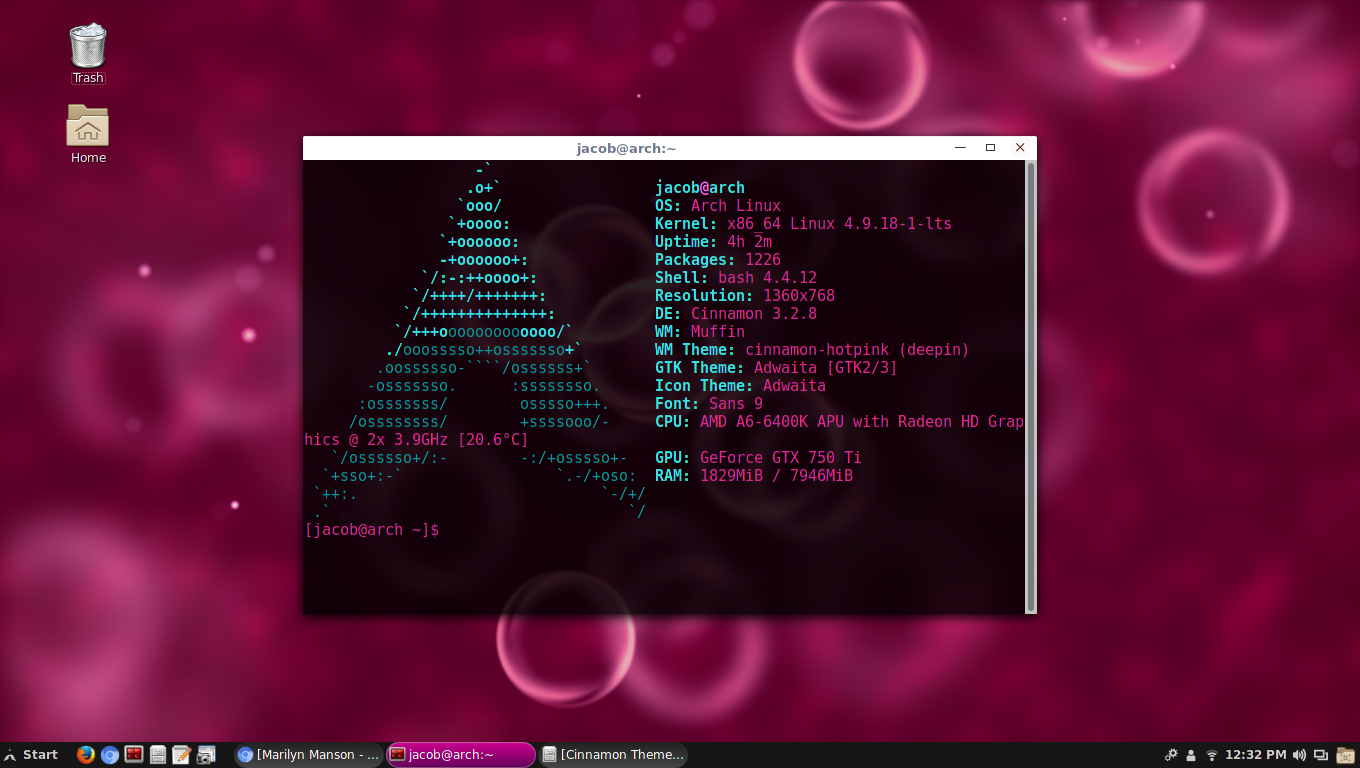 Trash
Home
jacob@arch:~
-`
.o+`
jacob@arch
`ooo/
OS: Arch Linux
`+oooo:
Kernel: x86_64 Linux 4.9.18-1-lts
`+oooooo:
Uptime: 4h 2m
-+oooooo+:
Packages: 1226
`/:-:++oooo+:
Shell: bash 4.4.12
`/++++/+++++++:
Resolution: 1360x768
`/++++++++++++++:
DE: Cinnamon 3.2.8
`/+++ooooooooooooo/`
WM: Muffin
./ooosssso++osssssso+`
WM Theme: cinnamon-hotpink (deepin)
.oossssso-````/ossssss+`
GTK Theme: Adwaita [GTK2/3]
-osssssso.      :ssssssso.
Icon Theme: Adwaita
:osssssss/        osssso+++.
Font: Sans 9
/ossssssss/        +ssssooo/-
CPU: AMD A6-6400K APU with Radeon HD Grap
hics @ 2x 3.9GHz [20.6°C]
`/ossssso+/:-        -:/+osssso+-
GPU: GeForce GTX 750 Ti
`+sso+:-`                 `.-/+oso:
RAM: 1829MiB / 7946MiB
`++:.                           `-/+/
.`                                 `/
[jacob@arch ~]$
Start
[Marilyn Manson - ...
jacob@arch:~
[Cinnamon Theme...
12:32 PM